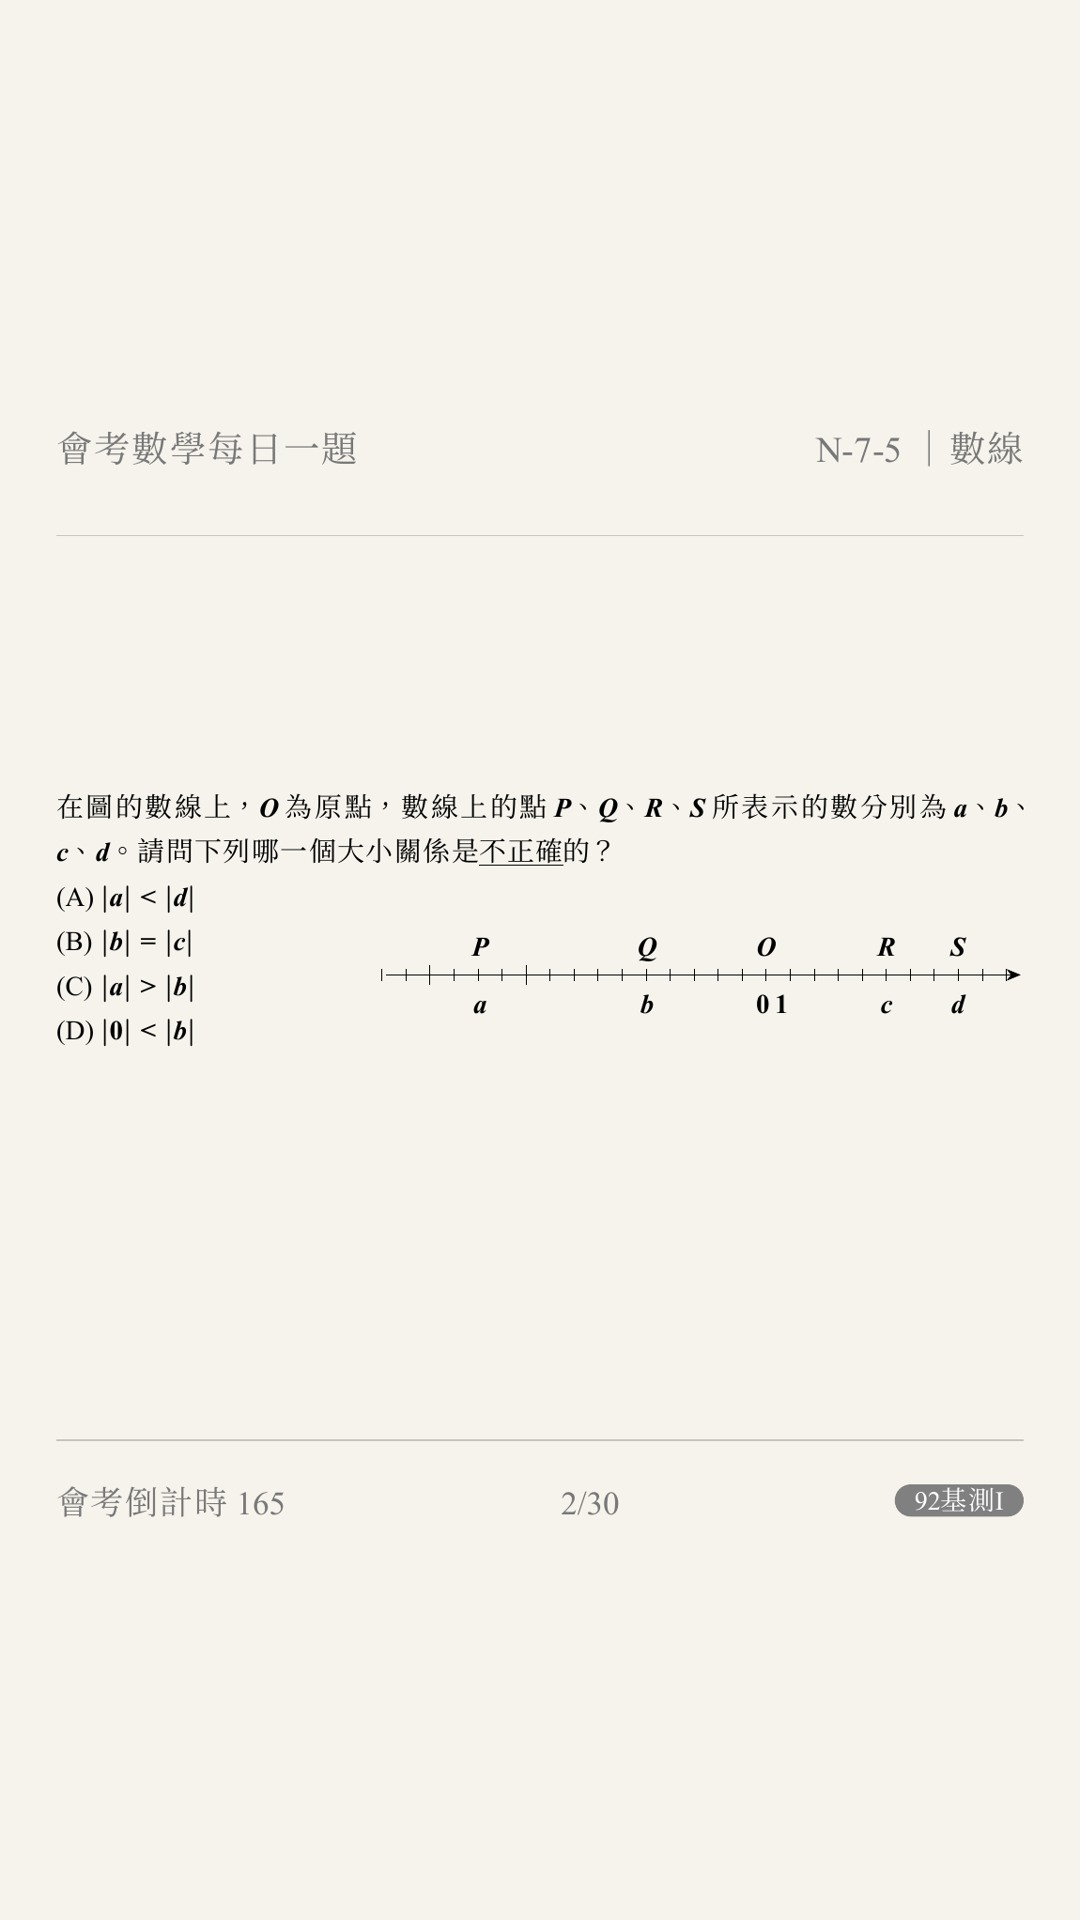 會考數學每日一題
N-7-5｜數線
在圖的數線上，O 為原點，數線上的點 P、Q、R、S 所表示的數分別為 a、b、
c、d。請問下列哪一個大小關係是不正確的？
(A) |a| < |d|
(B) |b| = |c|
(C) |a| > |b|
(D) |0| < |b|
P Q O R S
a b 0 1 c d
會考倒計時 165
2/30
92基測I